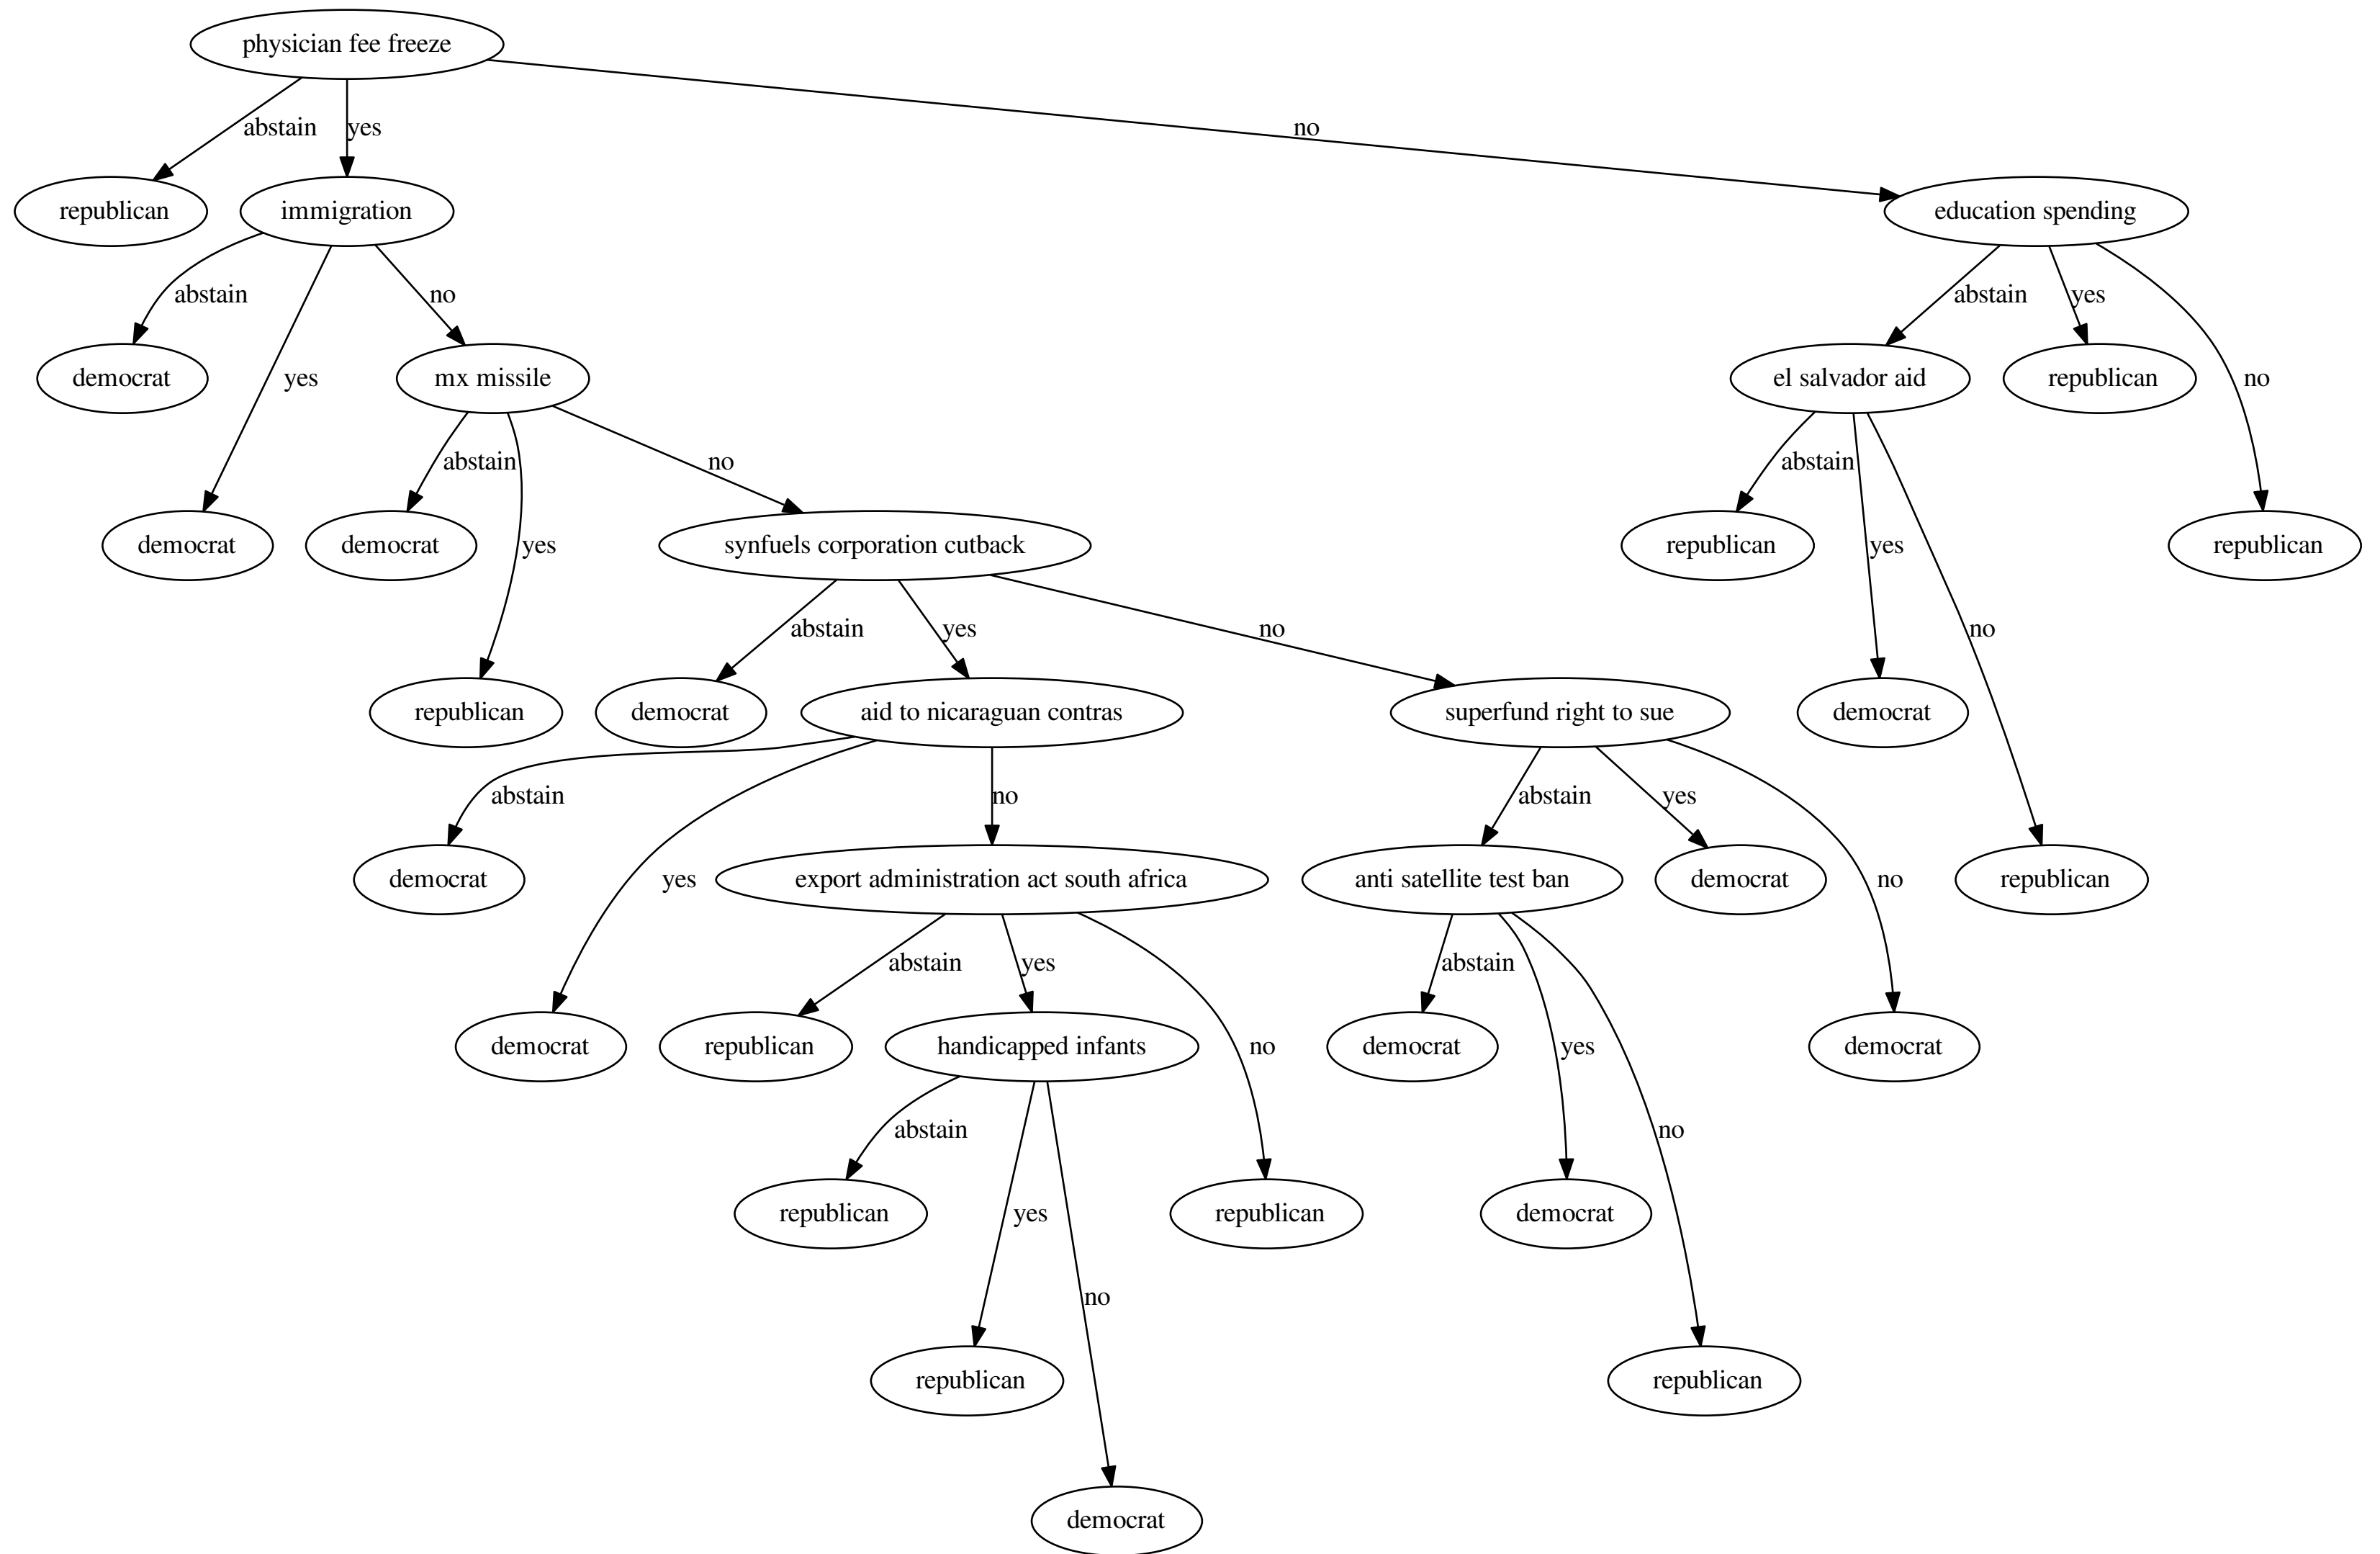 physician fee freeze
abstain
yes
no
republican
immigration
education spending
abstain
no
abstain
yes
democrat
yes
mx missile
el salvador aid
republican
no
abstain
no
abstain
democrat
democrat
yes
synfuels corporation cutback
republican
yes
republican
abstain
yes
no
no
republican
democrat
aid to nicaraguan contras
superfund right to sue
democrat
abstain
no
abstain
yes
democrat
yes
export administration act south africa
anti satellite test ban
democrat
no
republican
abstain
yes
abstain
democrat
republican
handicapped infants
no
democrat
yes
democrat
abstain
no
republican
yes
republican
democrat
no
republican
republican
democrat